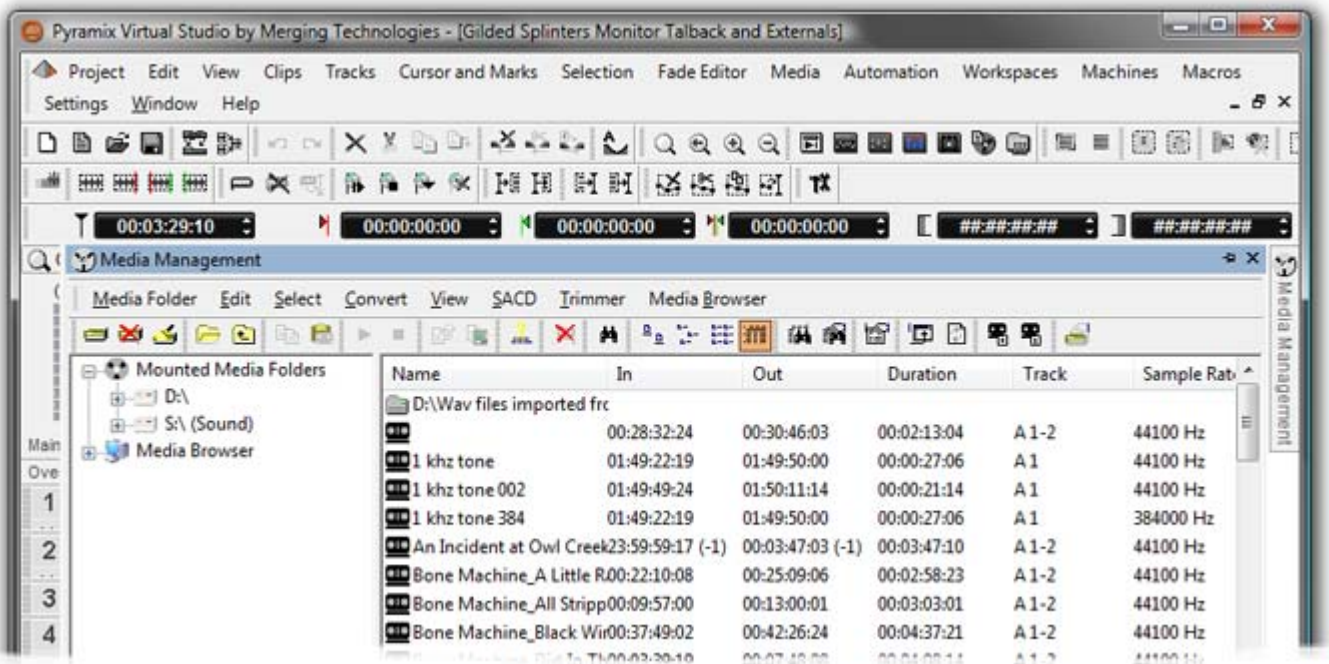 Pyramix Virtual Studio by Merging Technologies - [Gilded Splinters Monitor Talback and Externals]
Project Edit View Clips Tracks Cursor and Marks Selection Fade Editor Media Automation Workspaces Machines Macros
Settings Window Help
00:03:29:10 00:00:00:00 00:00:00:00 00:00:00:00 ##:##:##:## ##:##:##:##
Media Management
Media Folder Edit Select Convert View SACD Trimmer Media Browser
Media Management
Mounted Media Folders
D:\
S:\ (Sound)
Media Browser
Main
Ove
1
2
3
4
Name In Out Duration Track Sample Rat
D:\Wav files imported frc
00:28:32:24 00:30:46:03 00:02:13:04 A 1-2 44100 Hz
1 khz tone 01:49:22:19 01:49:50:00 00:00:27:06 A 1 44100 Hz
1 khz tone 002 01:49:49:24 01:50:11:14 00:00:21:14 A 1 44100 Hz
1 khz tone 384 01:49:22:19 01:49:50:00 00:00:27:06 A 1 384000 Hz
An Incident at Owl Creek 23:59:59:17 (-1) 00:03:47:03 (-1) 00:03:47:10 A 1-2 44100 Hz
Bone Machine_A Little R 00:22:10:08 00:25:09:06 00:02:58:23 A 1-2 44100 Hz
Bone Machine_All Stripp 00:09:57:00 00:13:00:01 00:03:03:01 A 1-2 44100 Hz
Bone Machine_Black Wir 00:37:49:02 00:42:26:24 00:04:37:21 A 1-2 44100 Hz